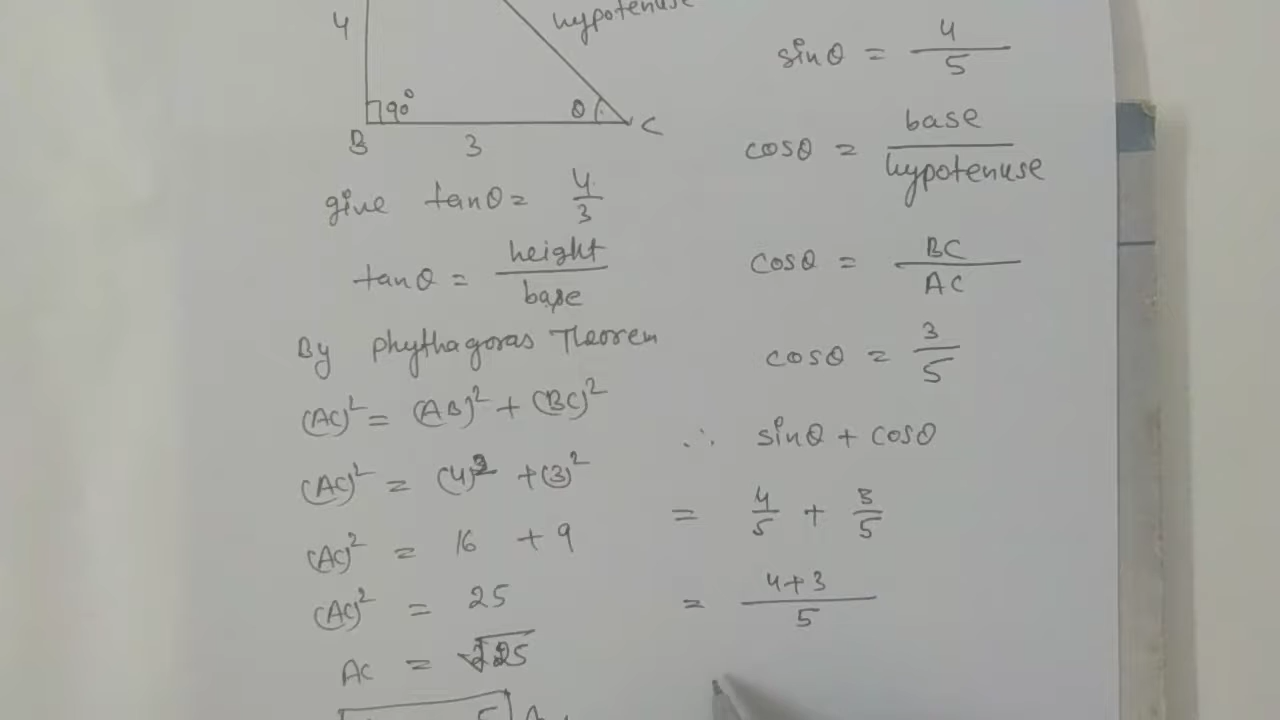 4
hypotenuse
90°
θ
B
3
C
give tanθ = 4/3
tanθ = height/base
By phythagoras Theorem
(AC)² = (AB)² + (BC)²
(AC)² = (4)² + (3)²
(AC)² = 16 + 9
(AC)² = 25
AC = √25
5
sinθ = 4/5
cosθ = base/hypotenuse
cosθ = BC/AC
cosθ = 3/5
∴ sinθ + cosθ
= 4/5 + 3/5
= 4+3/5